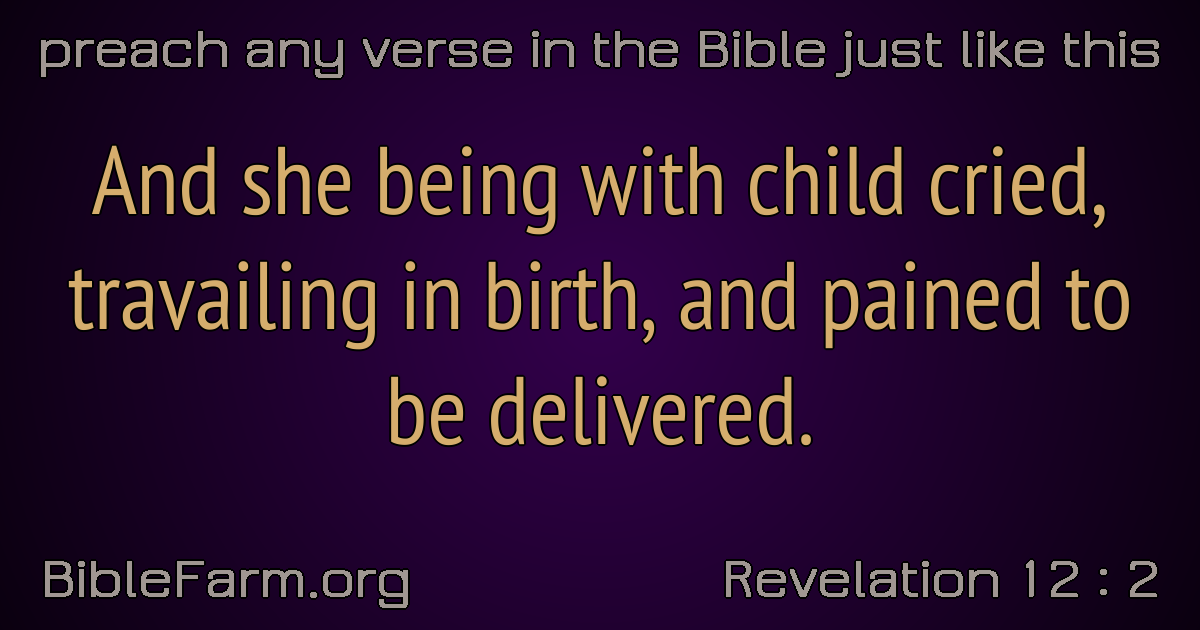 preach any verse in the Bible just like this
And she being with child cried,
travailing in birth, and pained to
be delivered.
BibleFarm.org
Revelation 12 : 2